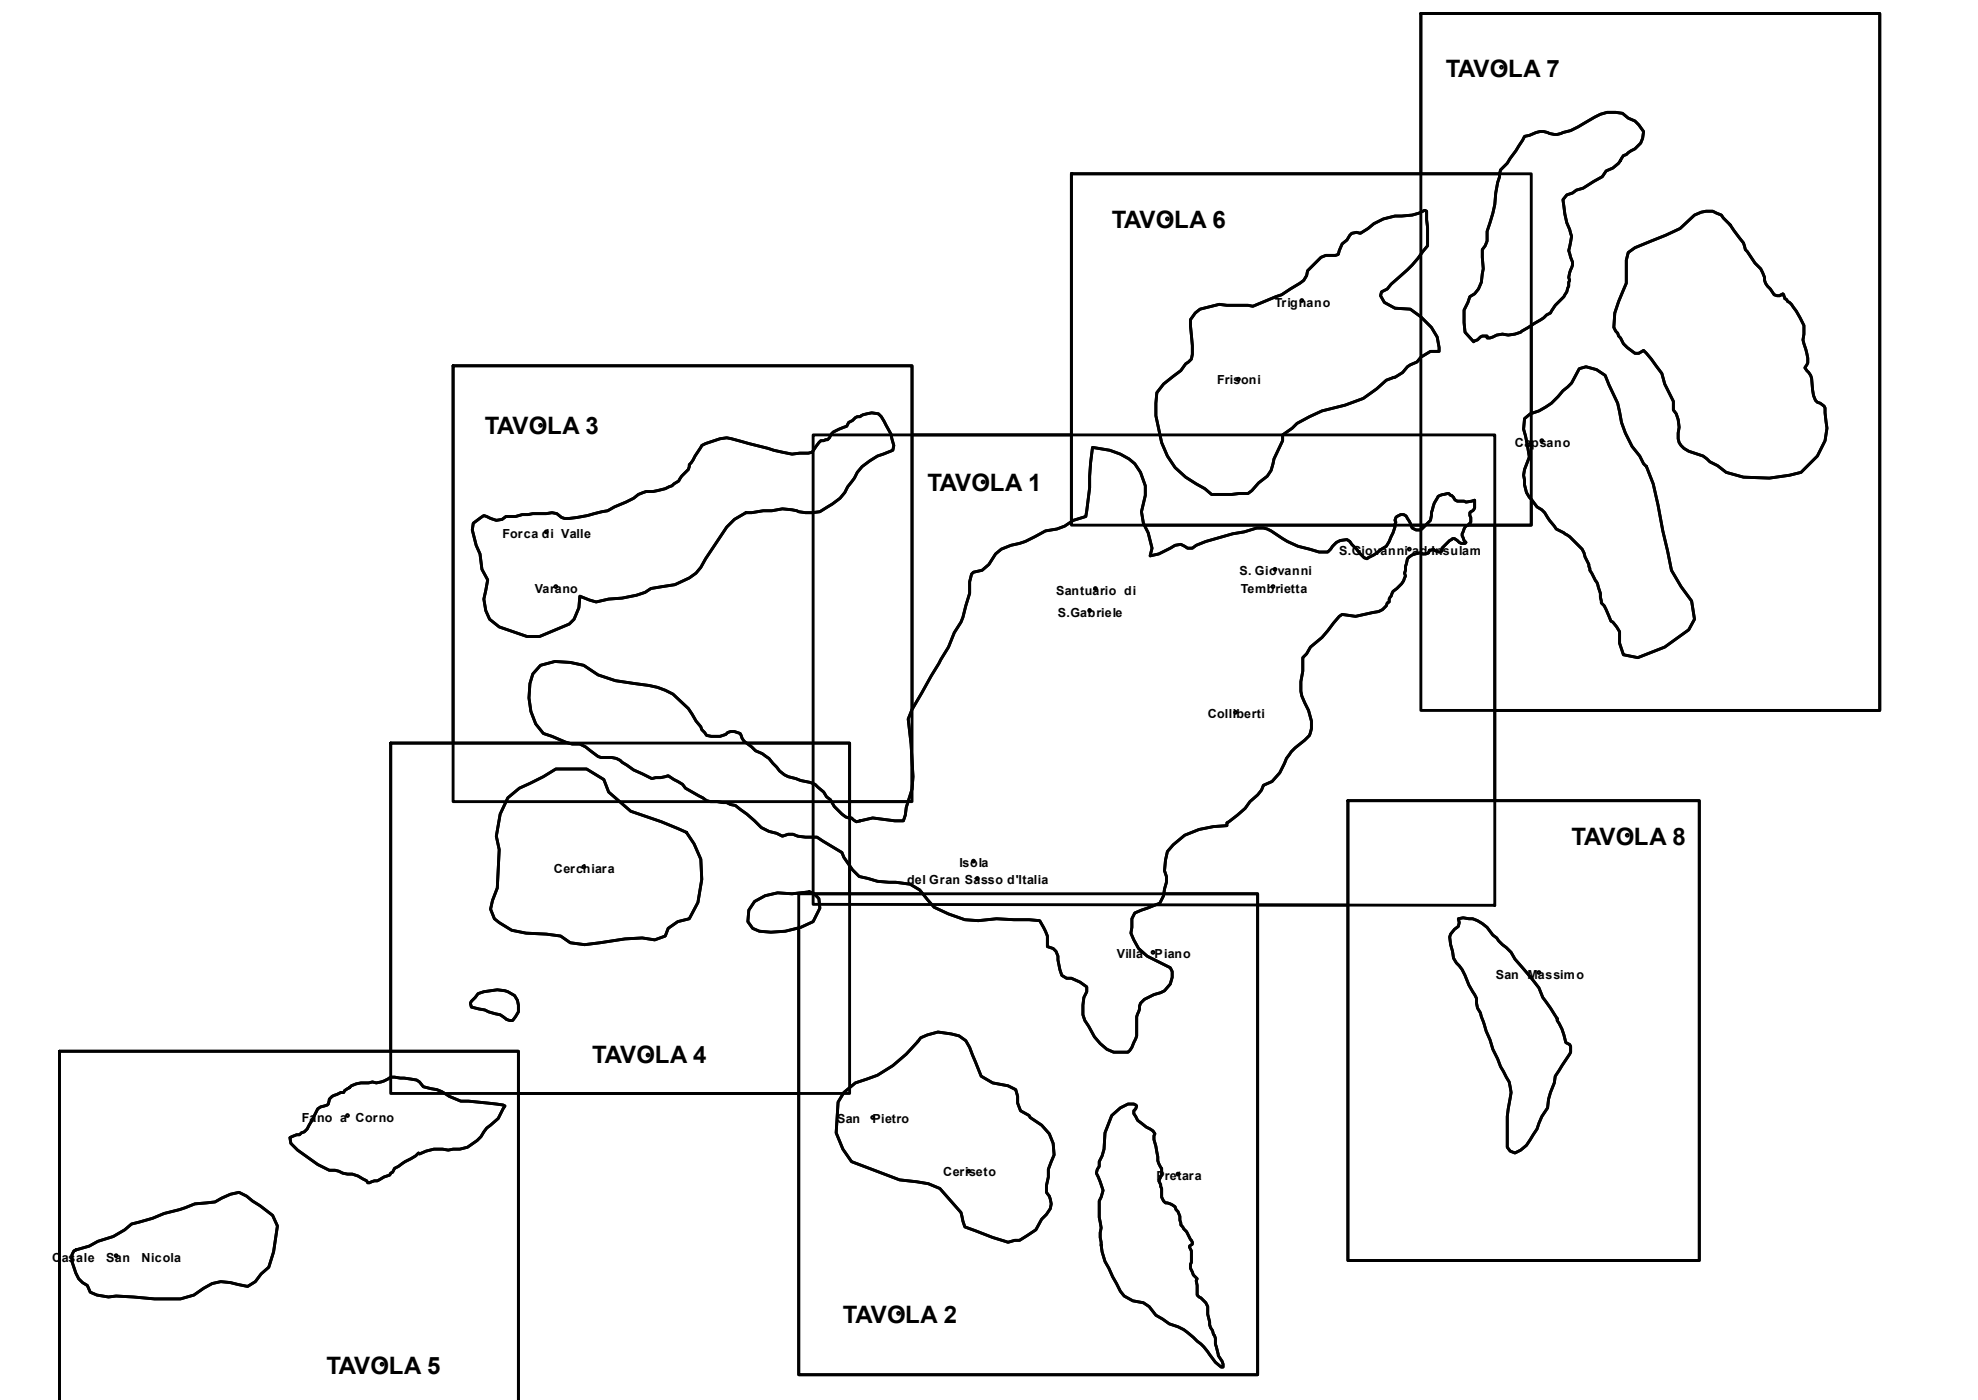 TAVOLA 7
TAVOLA 6
Trignano
Frisoni
TAVOLA 3
Capsano
TAVOLA 1
Forca di Valle
S.Giovanni ad Insulam
S. Giovanni
Tembrietta
Varano
Santuario di
S.Gabriele
Colliberti
TAVOLA 8
Isola
del Gran Sasso d'Italia
Cerchiara
Villa Piano
San Massimo
TAVOLA 4
Fano a Corno
San Pietro
Ceriseto
Pretara
Casale San Nicola
TAVOLA 2
TAVOLA 5